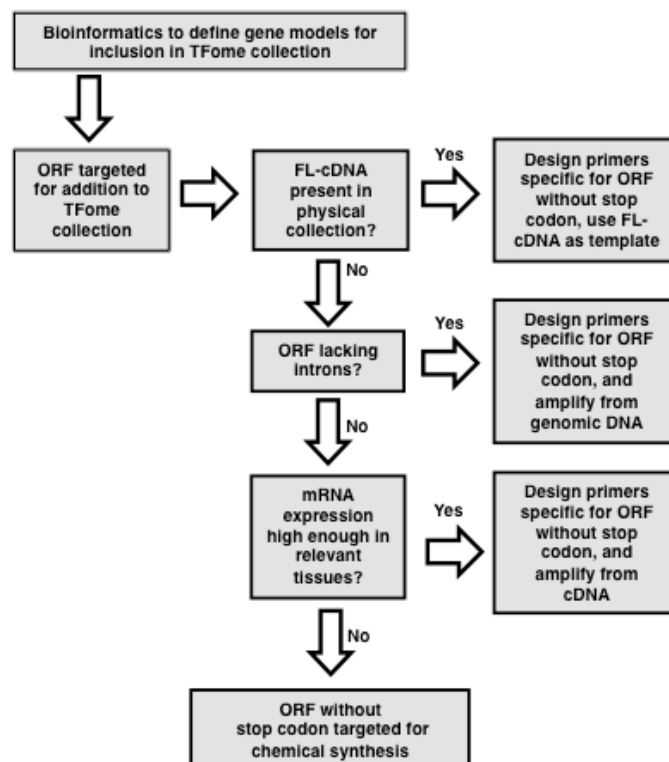 Bioinformatics to define gene models for
inclusion in TFome collection
ORF targeted
for addition to
TFome
collection
FL-cDNA
present in
physical
collection?
Yes
Design primers
specific for ORF
without stop
codon, use FL-
cDNA as template
No
ORF lacking
introns?
Yes
Design primers
specific for ORF
without stop
codon, and
amplify from
genomic DNA
No
mRNA
expression
high enough in
relevant
tissues?
Yes
Design primers
specific for ORF
without stop
codon, and
amplify from
cDNA
No
ORF without
stop codon targeted for
chemical synthesis